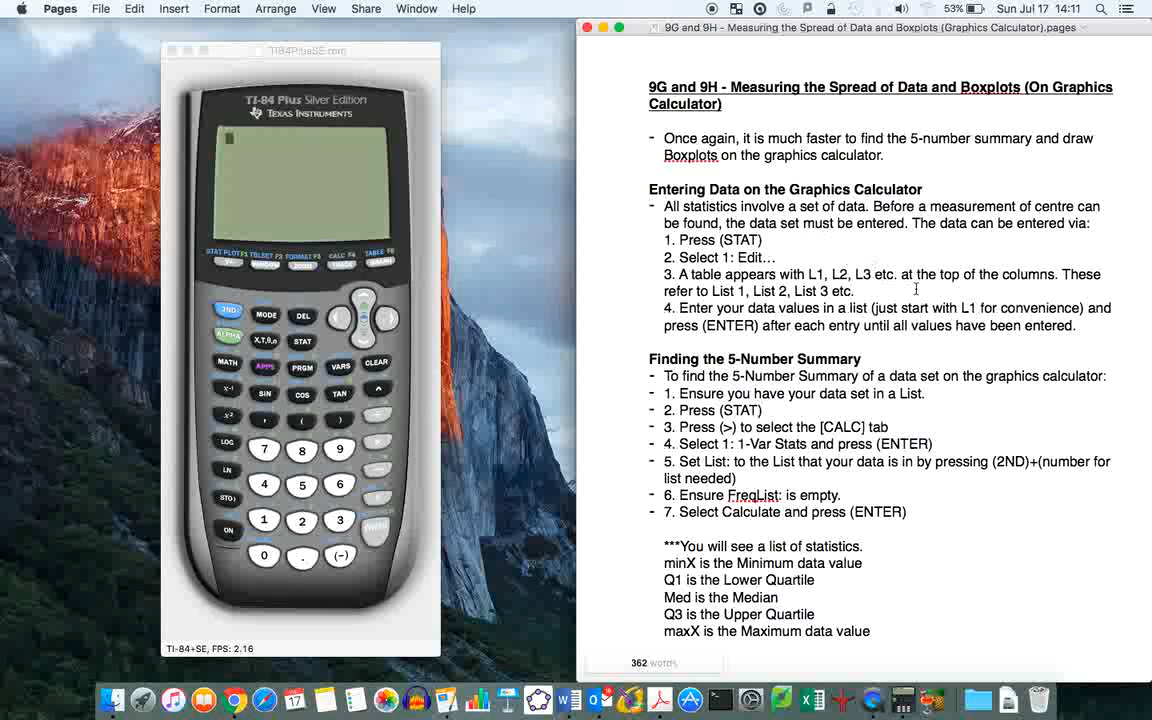 Pages File Edit Insert Format Arrange View Share Window Help 53% Sun Jul 17 14:11
9G and 9H - Measuring the Spread of Data and Boxplots (Graphics Calculator).pages
TI84PlusSE.rom
TI-84 Plus Silver Edition
TEXAS INSTRUMENTS
STAT PLOT F1 TBLSET F2 FORMAT F3 CALC F4 TABLE F5
Y= WINDOW ZOOM TRACE GRAPH
2ND MODE DEL
ALPHA X,T,θ,n STAT
MATH APPS PRGM VARS CLEAR
SIN COS TAN ^
, ( )
LOG 7 8 9
LN 4 5 6
STO 1 2 3
ON 0 . (-)
TI-84+SE, FPS: 2.16
9G and 9H - Measuring the Spread of Data and Boxplots (On Graphics
Calculator)
- Once again, it is much faster to find the 5-number summary and draw
Boxplots on the graphics calculator.
Entering Data on the Graphics Calculator
- All statistics involve a set of data. Before a measurement of centre can
be found, the data set must be entered. The data can be entered via:
1. Press (STAT)
2. Select 1: Edit...
3. A table appears with L1, L2, L3 etc. at the top of the columns. These
refer to List 1, List 2, List 3 etc.
4. Enter your data values in a list (just start with L1 for convenience) and
press (ENTER) after each entry until all values have been entered.
Finding the 5-Number Summary
- To find the 5-Number Summary of a data set on the graphics calculator:
- 1. Ensure you have your data set in a List.
- 2. Press (STAT)
- 3. Press (>) to select the [CALC] tab
- 4. Select 1: 1-Var Stats and press (ENTER)
- 5. Set List: to the List that your data is in by pressing (2ND)+(number for
list needed)
- 6. Ensure FreqList: is empty.
- 7. Select Calculate and press (ENTER)
***You will see a list of statistics.
minX is the Minimum data value
Q1 is the Lower Quartile
Med is the Median
Q3 is the Upper Quartile
maxX is the Maximum data value
362 words